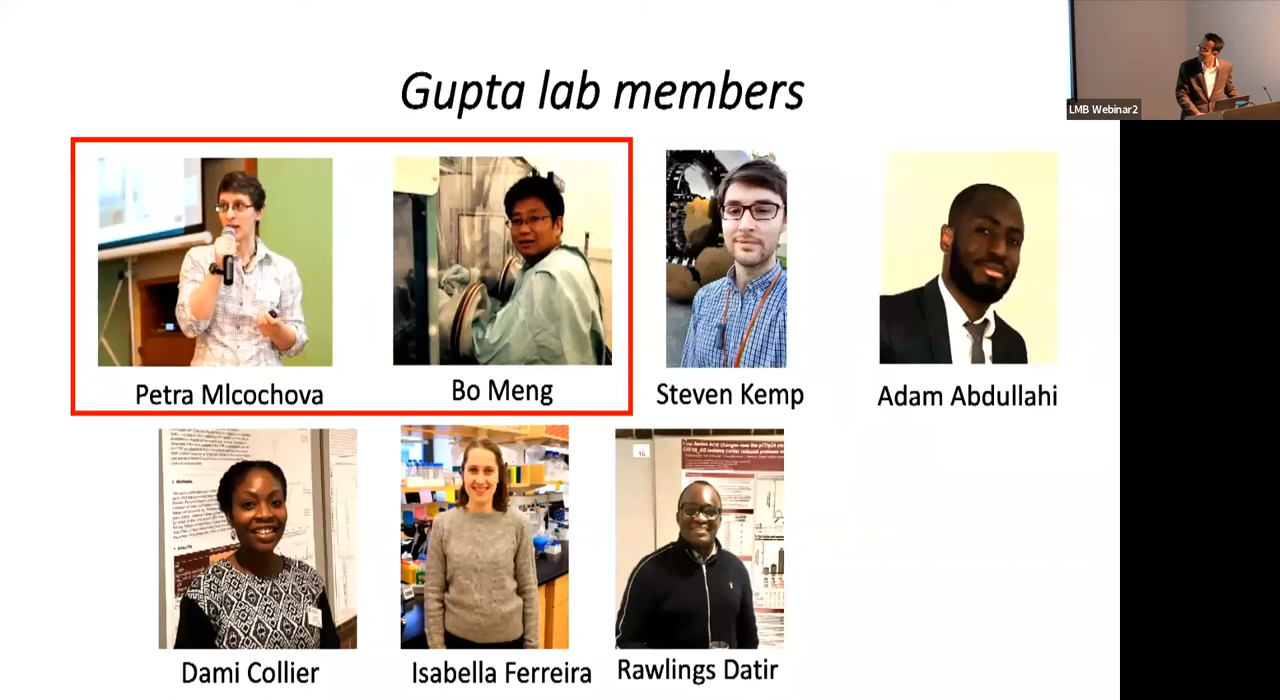 Gupta lab members
LMB Webinar2
Petra Mlcochova
Bo Meng
Steven Kemp
Adam Abdullahi
16
Dami Collier
Isabella Ferreira
Rawlings Datir